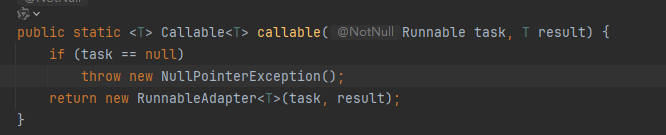 @NotNull
public static <T> Callable<T> callable( @NotNull Runnable task, T result) {
if (task == null)
throw new NullPointerException();
return new RunnableAdapter<T>(task, result);
}